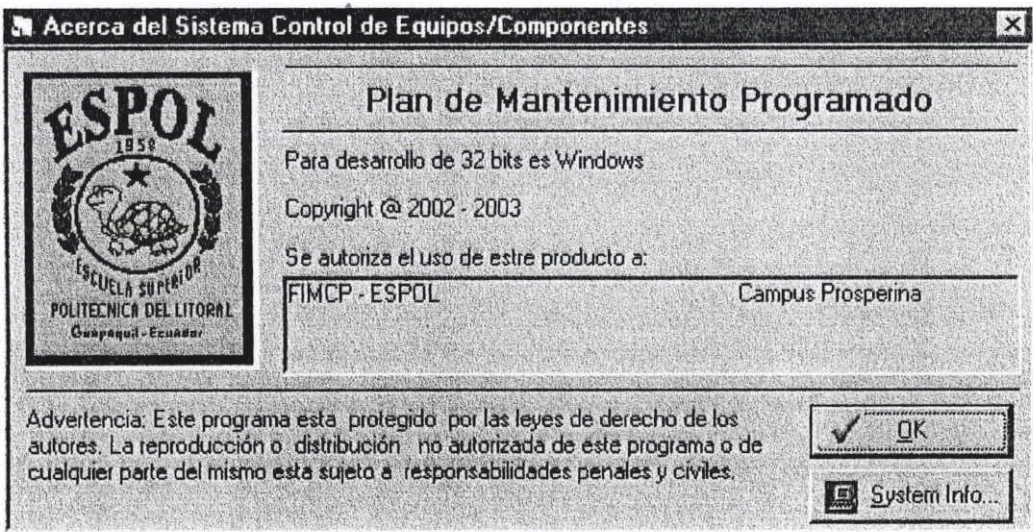 Acerca del Sistema Control de Equipos/Componentes
ESPOL
1958
ESCUELA SUPERIOR
POLITECNICA DEL LITORAL
Guayaquil - Ecuador
Plan de Mantenimiento Programado
Para desarrollo de 32 bits es Windows
Copyright @ 2002 - 2003
Se autoriza el uso de estre producto a:
FIMCP - ESPOL Campus Prosperina
Advertencia: Este programa esta protegido por las leyes de derecho de los
autores. La reproducción o distribución no autorizada de este programa o de
cualquier parte del mismo esta sujeto a responsabilidades penales y civiles.
OK
System Info...